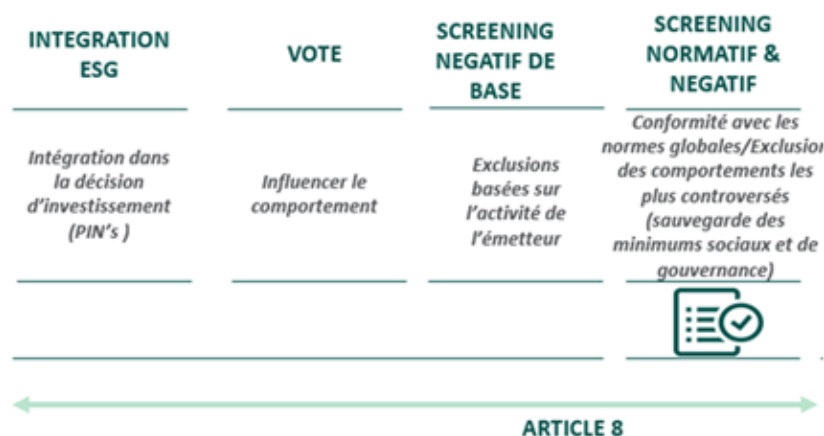 INTEGRATION
ESG
VOTE
SCREENING
NEGATIF DE
BASE
SCREENING
NORMATIF &
NEGATIF
Intégration dans
la décision
d'investissement
(PIN's )
Influencer le
comportement
Exclusions
basées sur
l'activité de
l'émetteur
Conformité avec les
normes globales/Exclusion
des comportements les
plus controversés
(sauvegarde des
minimums sociaux et de
gouvernance)
ARTICLE 8